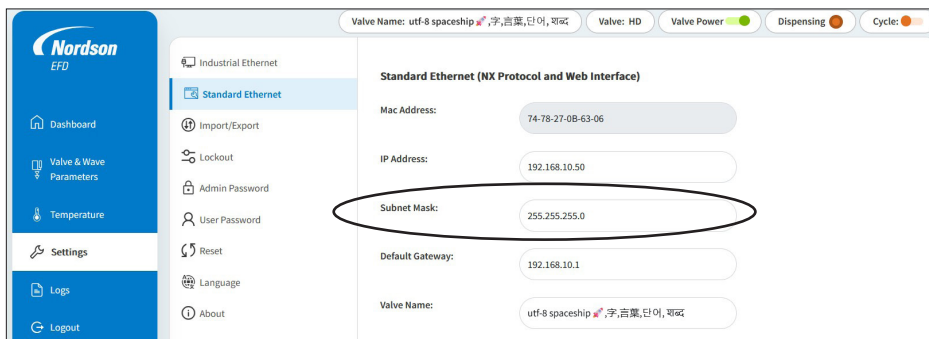 Valve Name: utf-8 spaceship 🚀,字,言葉,단어, शब्द
Valve: HD
Valve Power
Dispensing
Cycle:
Nordson
EFD
Dashboard
Valve & Wave
Parameters
Temperature
Settings
Logs
Logout
Industrial Ethernet
Standard Ethernet
Import/Export
Lockout
Admin Password
User Password
Reset
Language
About
Standard Ethernet (NX Protocol and Web Interface)
Mac Address:
74-78-27-0B-63-06
IP Address:
192.168.10.50
Subnet Mask:
255.255.255.0
Default Gateway:
192.168.10.1
Valve Name:
utf-8 spaceship 🚀,字,言葉,단어, शब्द